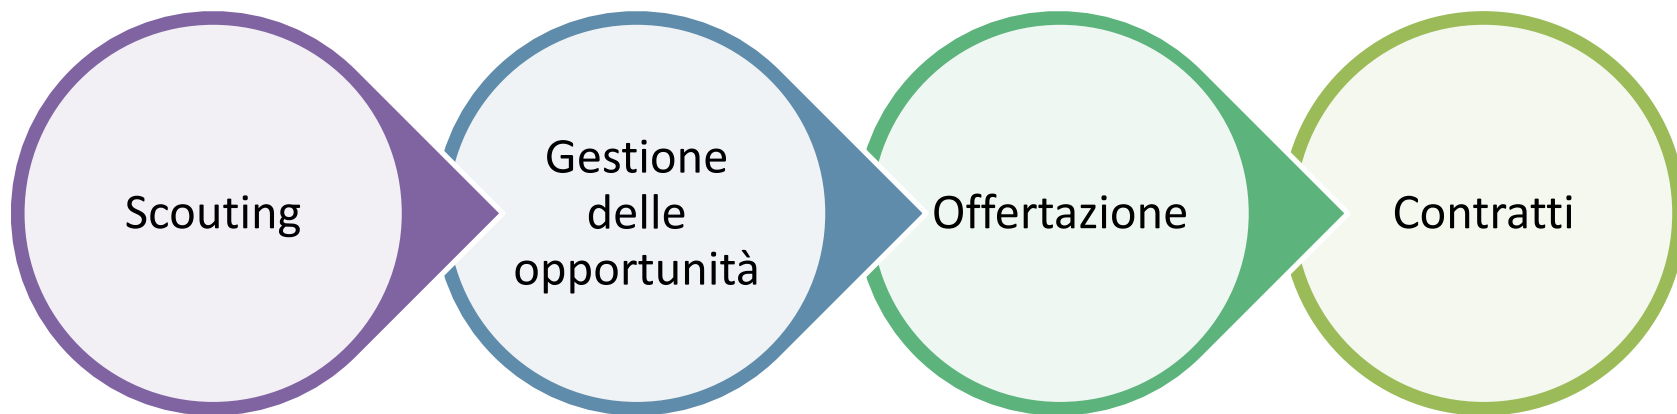 Scouting
Gestione
delle
opportunità
Offertazione
Contratti